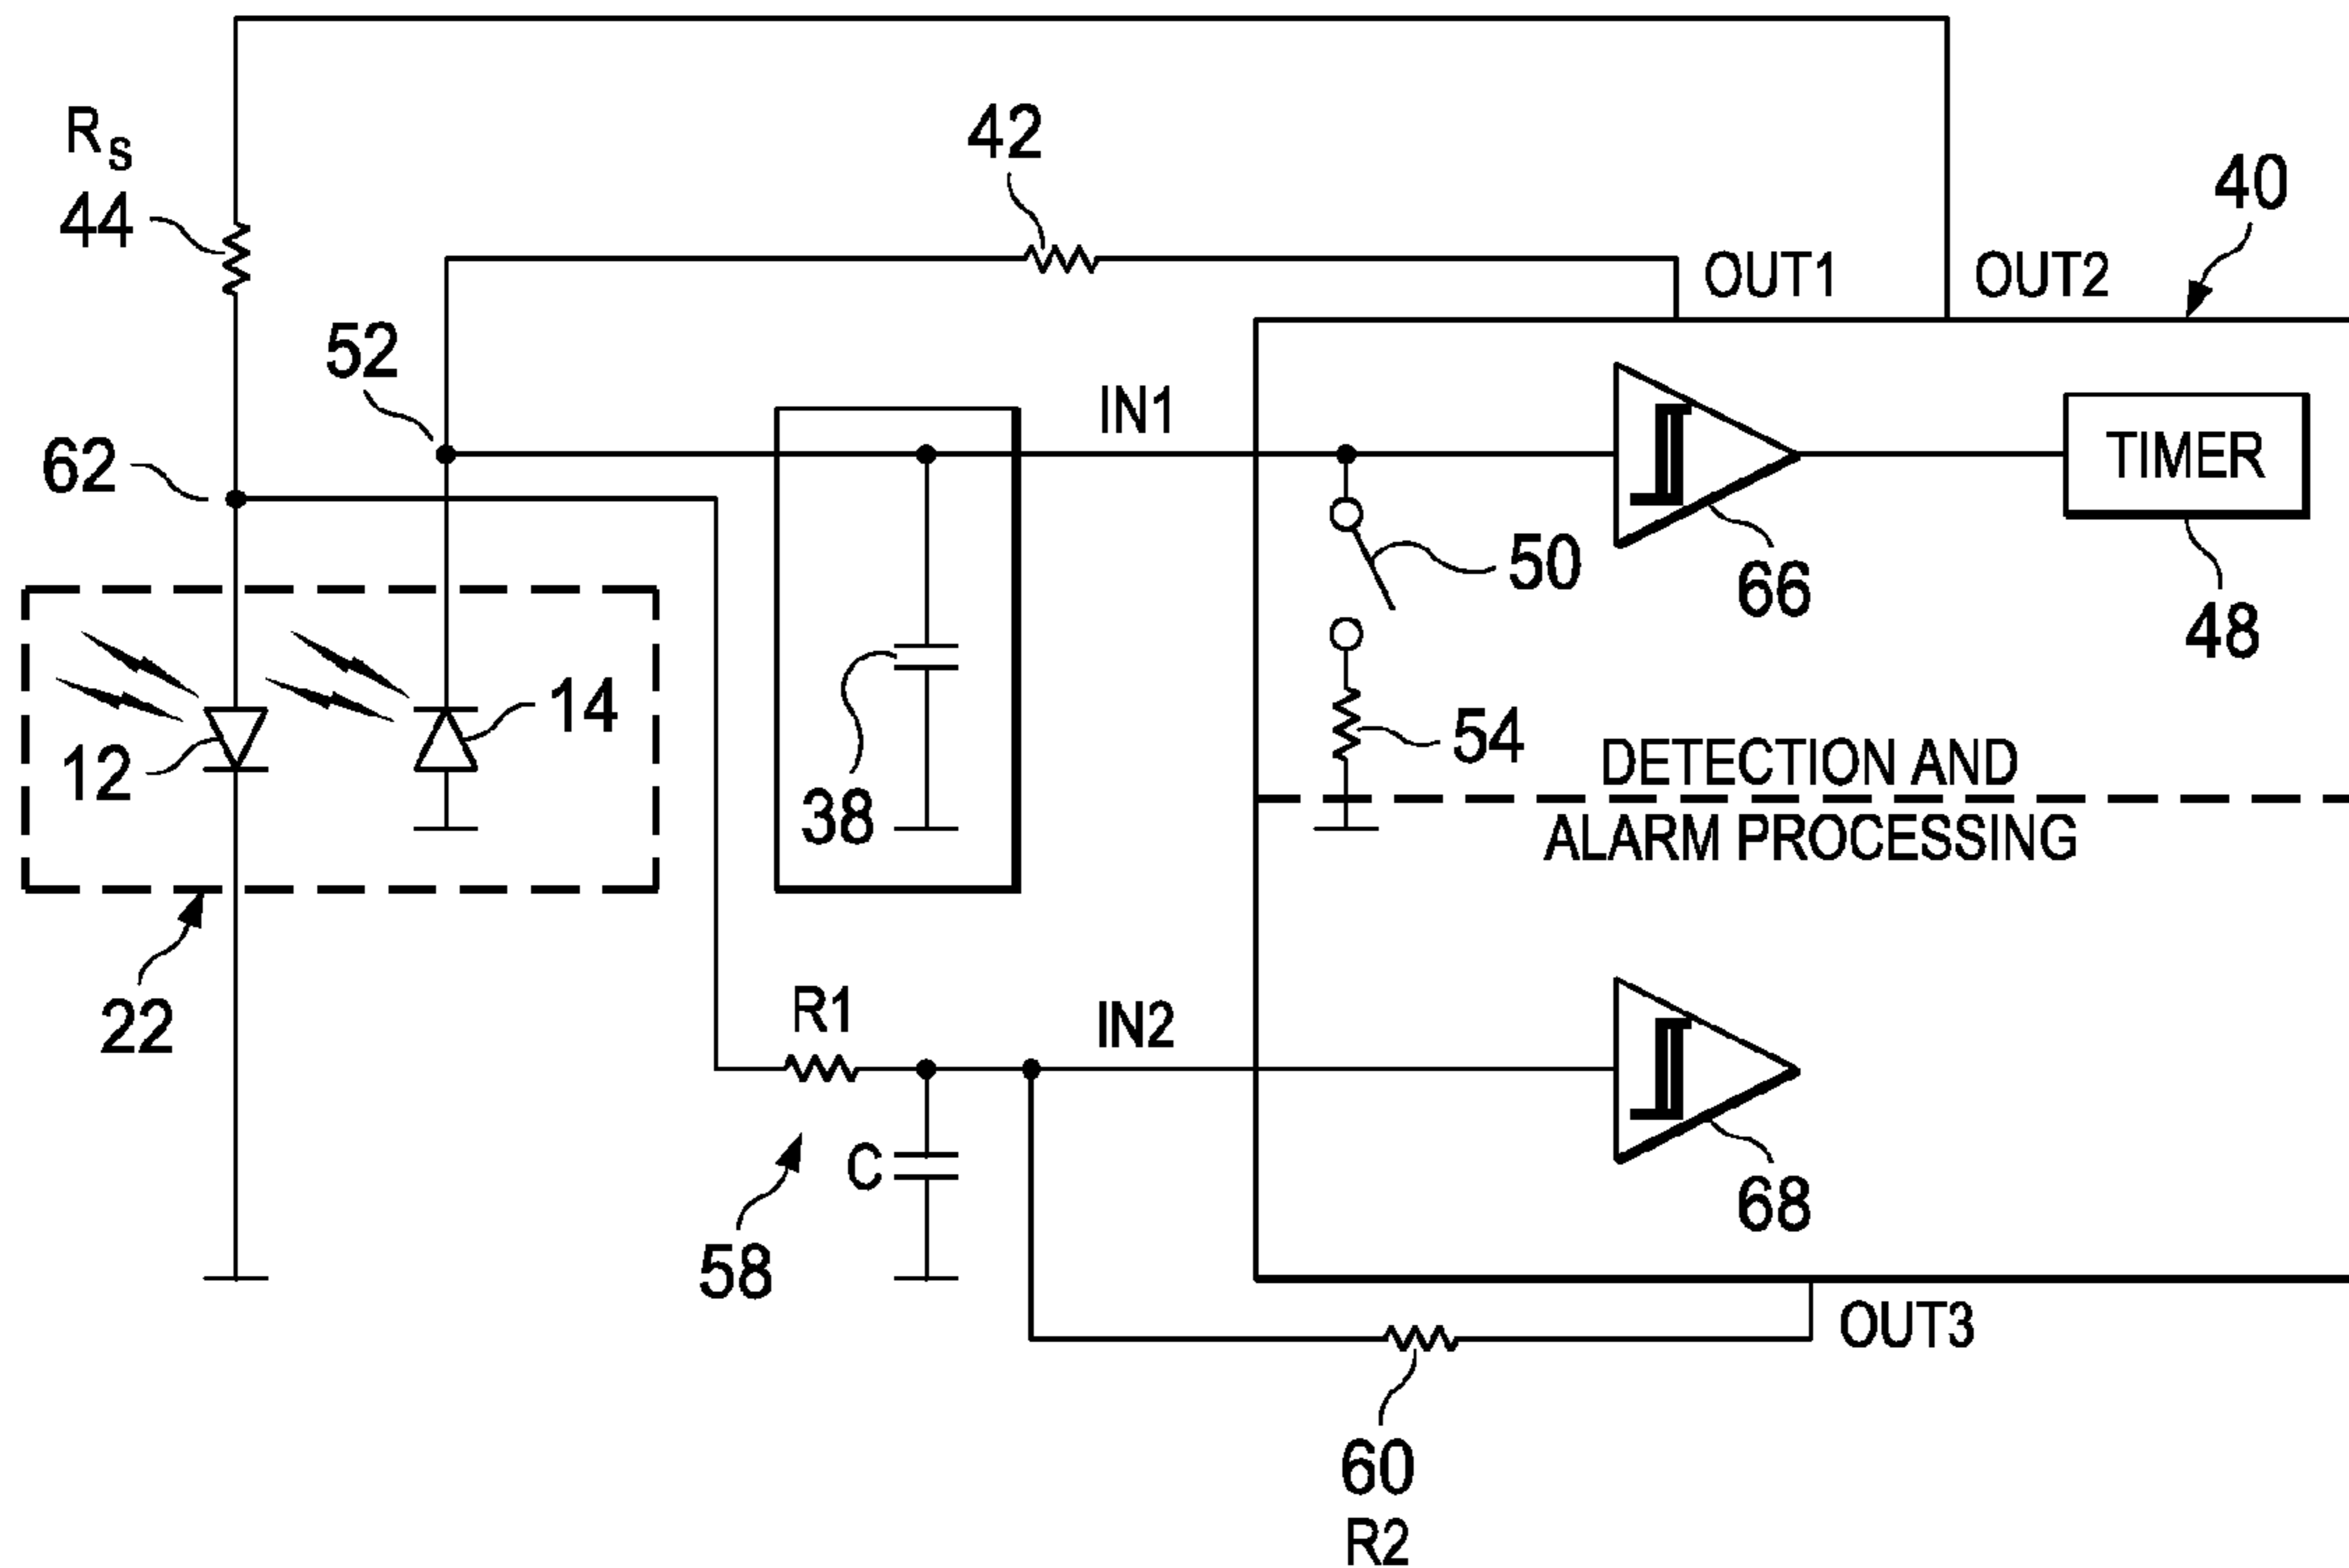 Rs
44
42
40
OUT1
OUT2
52
IN1
62
TIMER
50
66
48
14
12
54
38
DETECTION AND
ALARM PROCESSING
22
R1
IN2
C
58
68
OUT3
60
R2